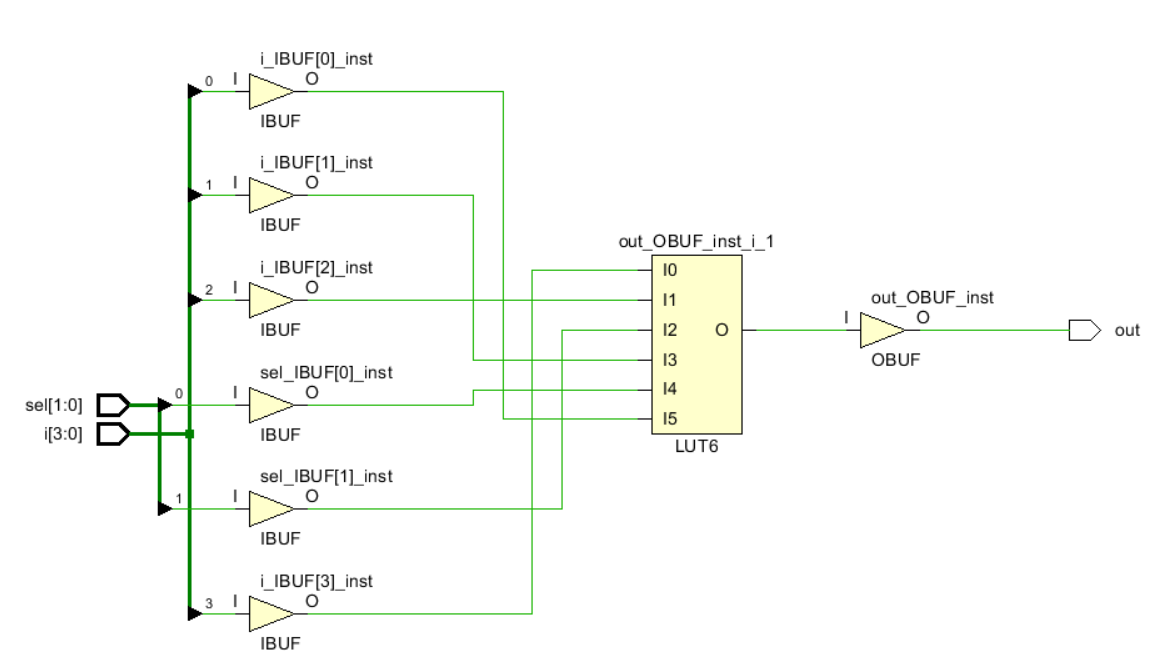 i_IBUF[0]_inst
0 I O
IBUF
i_IBUF[1]_inst
1 I O
IBUF
out_OBUF_inst_i_1
i_IBUF[2]_inst
I0
2 I O
I1
out_OBUF_inst
I O
IBUF
I2 O
out
I3
OBUF
sel_IBUF[0]_inst
0 I O
I4
sel[1:0]
I5
i[3:0]
IBUF
LUT6
sel_IBUF[1]_inst
1 I O
IBUF
i_IBUF[3]_inst
3 I O
IBUF